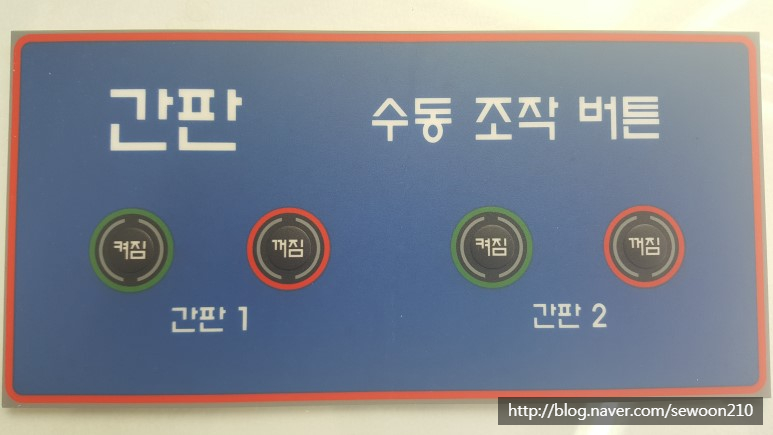 간판 수동 조작 버튼
켜짐 꺼짐 켜짐 꺼짐
간판 1 간판 2
http://blog.naver.com/sewoon210